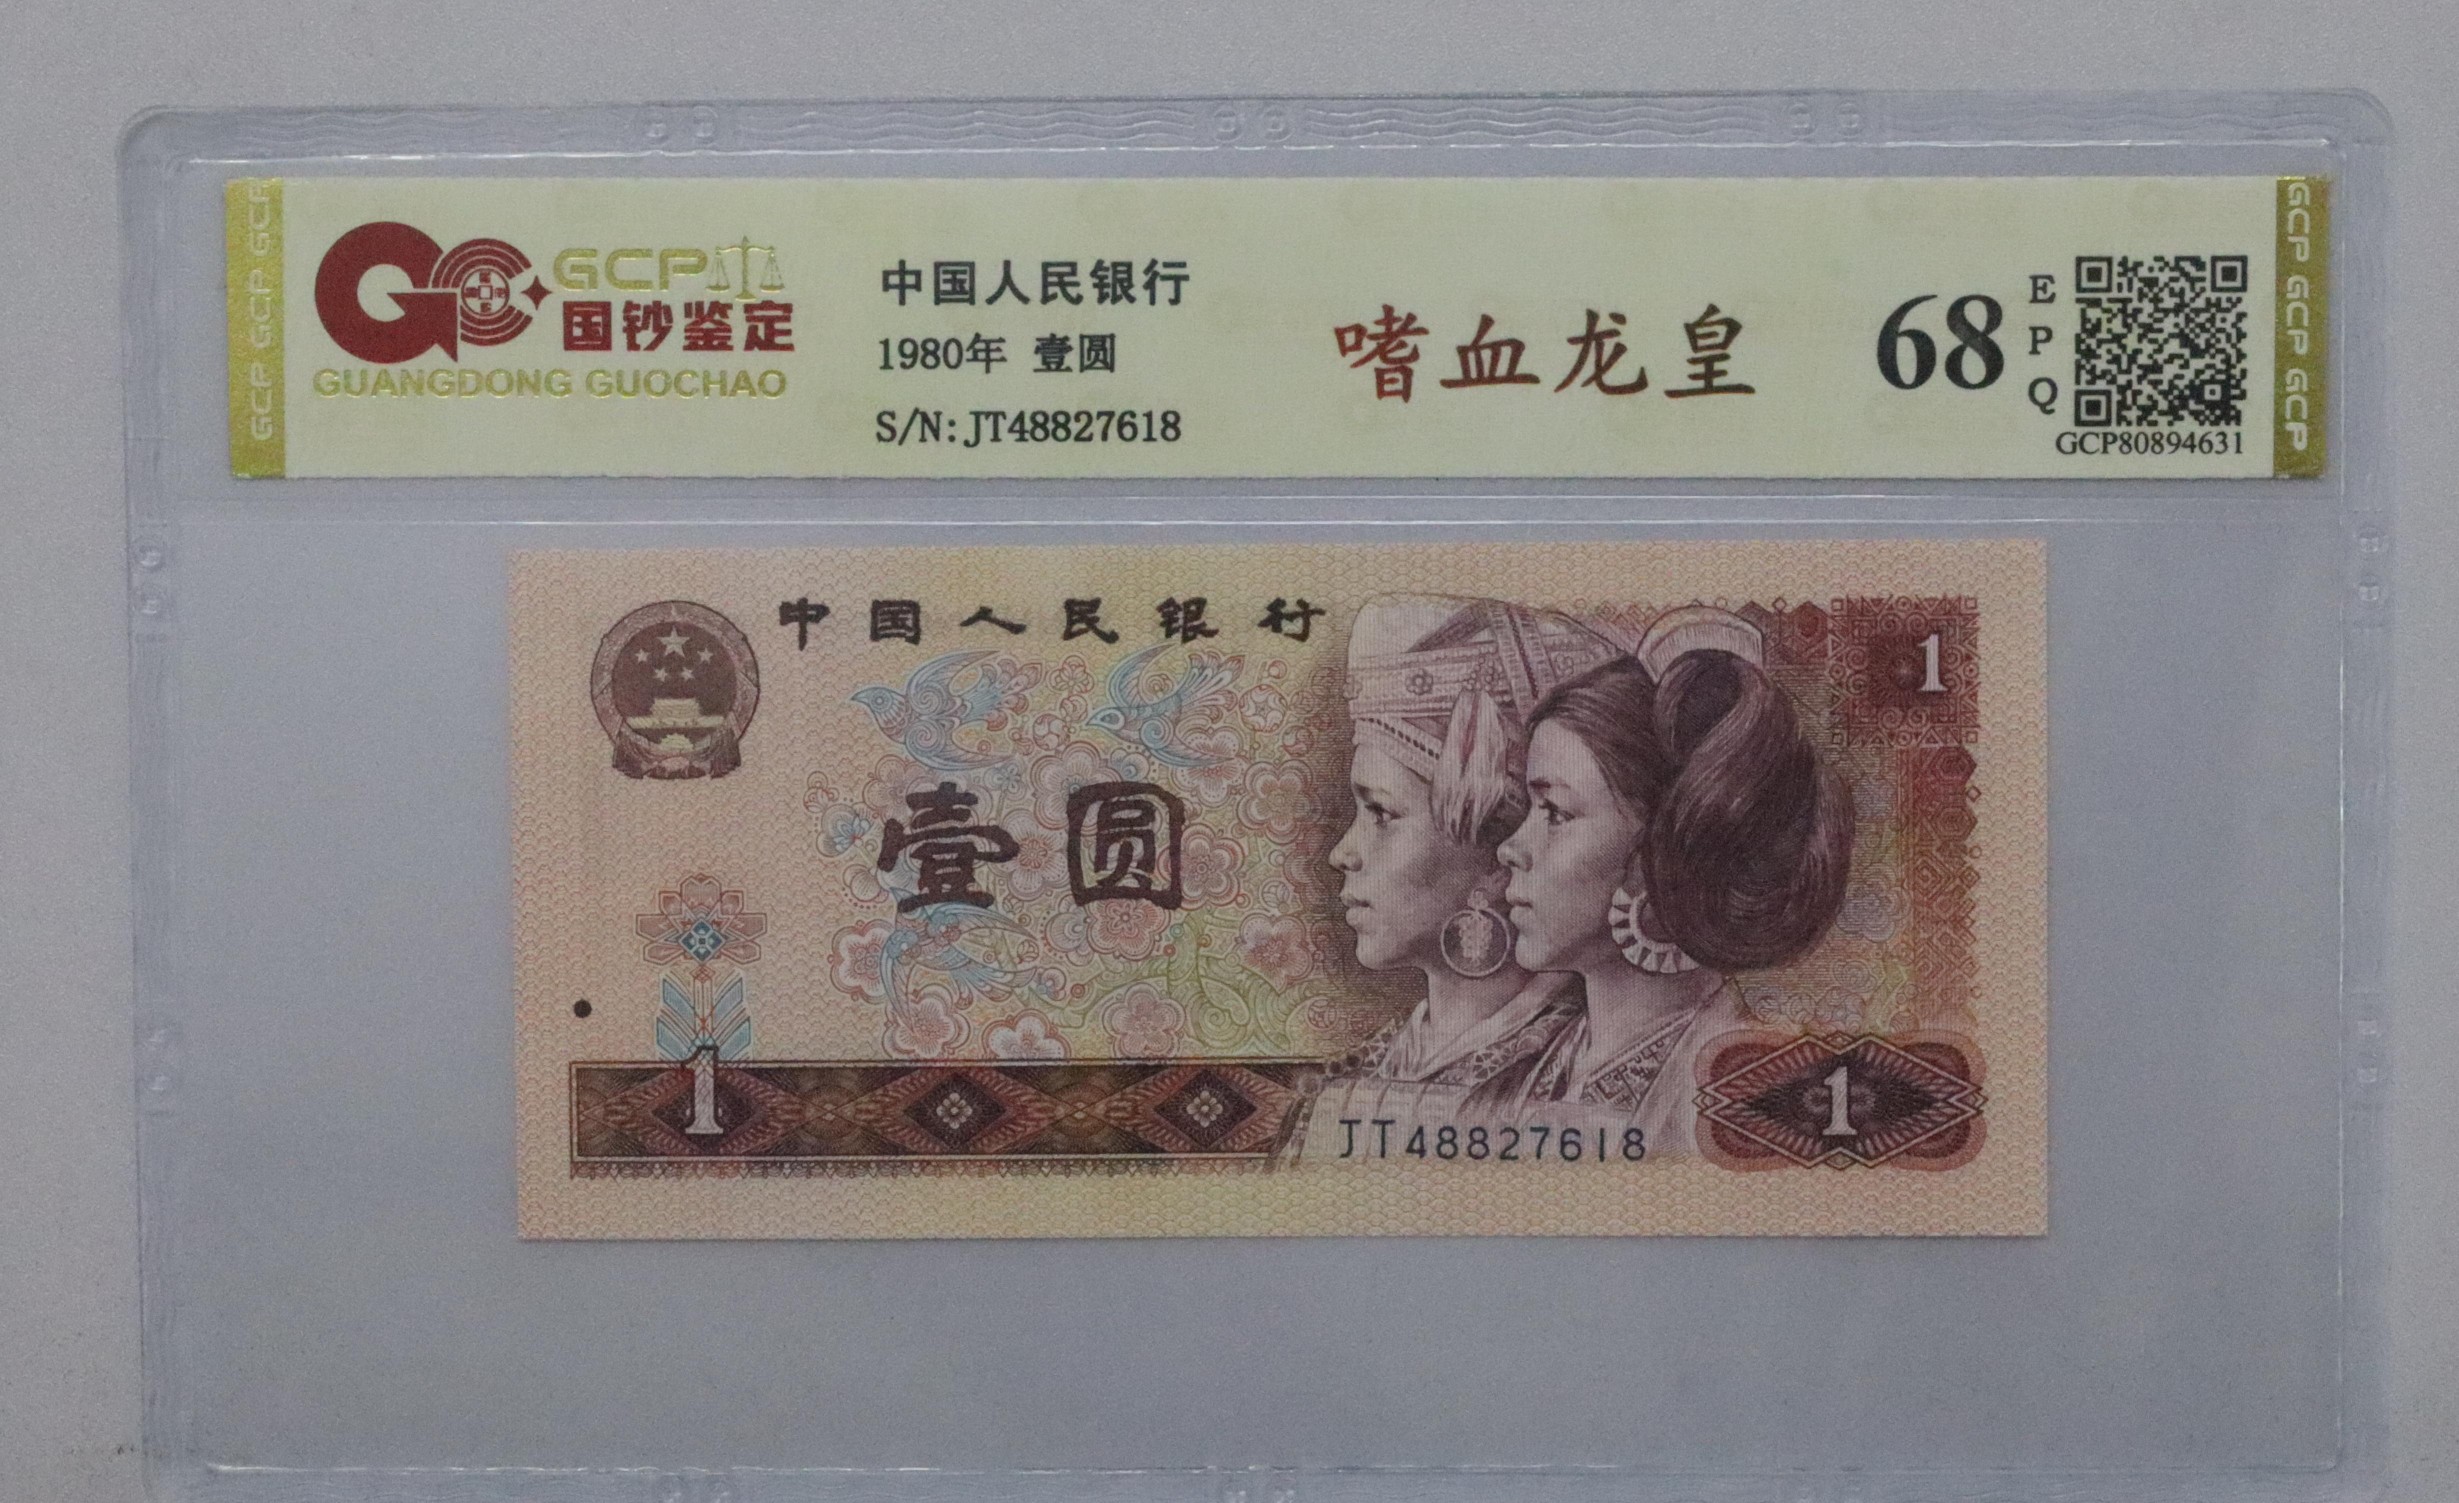 GCP GCP GCP
GCP
国钞鉴定
GUANGDONG GUOCHAO
中国人民银行
1980年 壹圆
S/N: JT48827618
嗜血龙皇
68
E
P
Q
GCP80894631
GCP GCP GCP
中国人民银行
1
壹圆
1
1
JT48827618